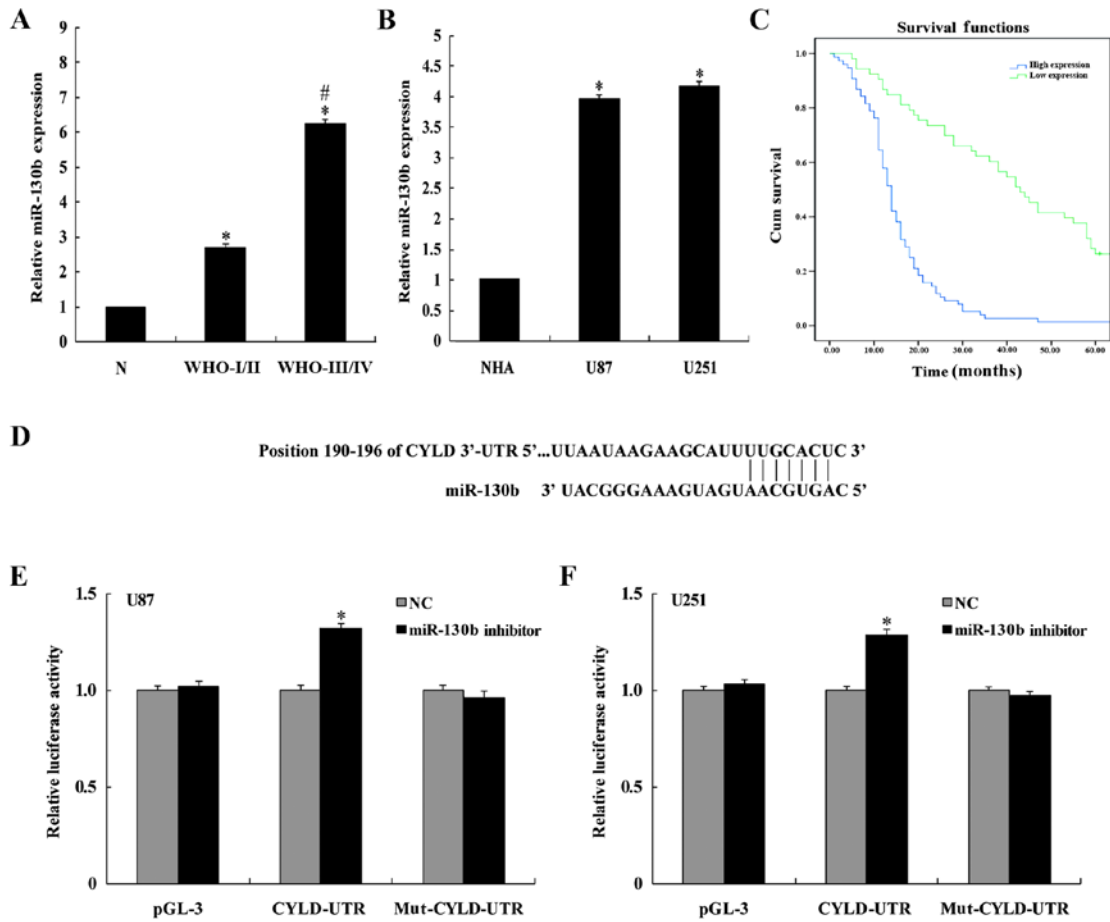 A
Relative miR-130b expression
9
8
7
6
5
4
3
2
1
0
*
#
*
N WHO-I/II WHO-III/IV
B
Relative miR-130b expression
5
4.5
4
3.5
3
2.5
2
1.5
1
0.5
0
*
*
NHA U87 U251
C
Survival functions
High expression
Low expression
Cum survival
1.0
0.8
0.6
0.4
0.2
0.0
0.00 10.00 20.00 30.00 40.00 50.00 60.00
Time (months)
D
Position 190-196 of CYLD 3’-UTR 5’...UUAAUAAGAAGCAUUUUGCACUC 3’
miR-130b 3’ UACGGGAAAGUAGUAACGUGAC 5’
E
U87
NC
miR-130b inhibitor
Relative luciferase activity
1.5
1.0
0.5
0
*
pGL-3 CYLD-UTR Mut-CYLD-UTR
F
U251
NC
miR-130b inhibitor
Relative luciferase activity
1.5
1.0
0.5
0
*
pGL-3 CYLD-UTR Mut-CYLD-UTR